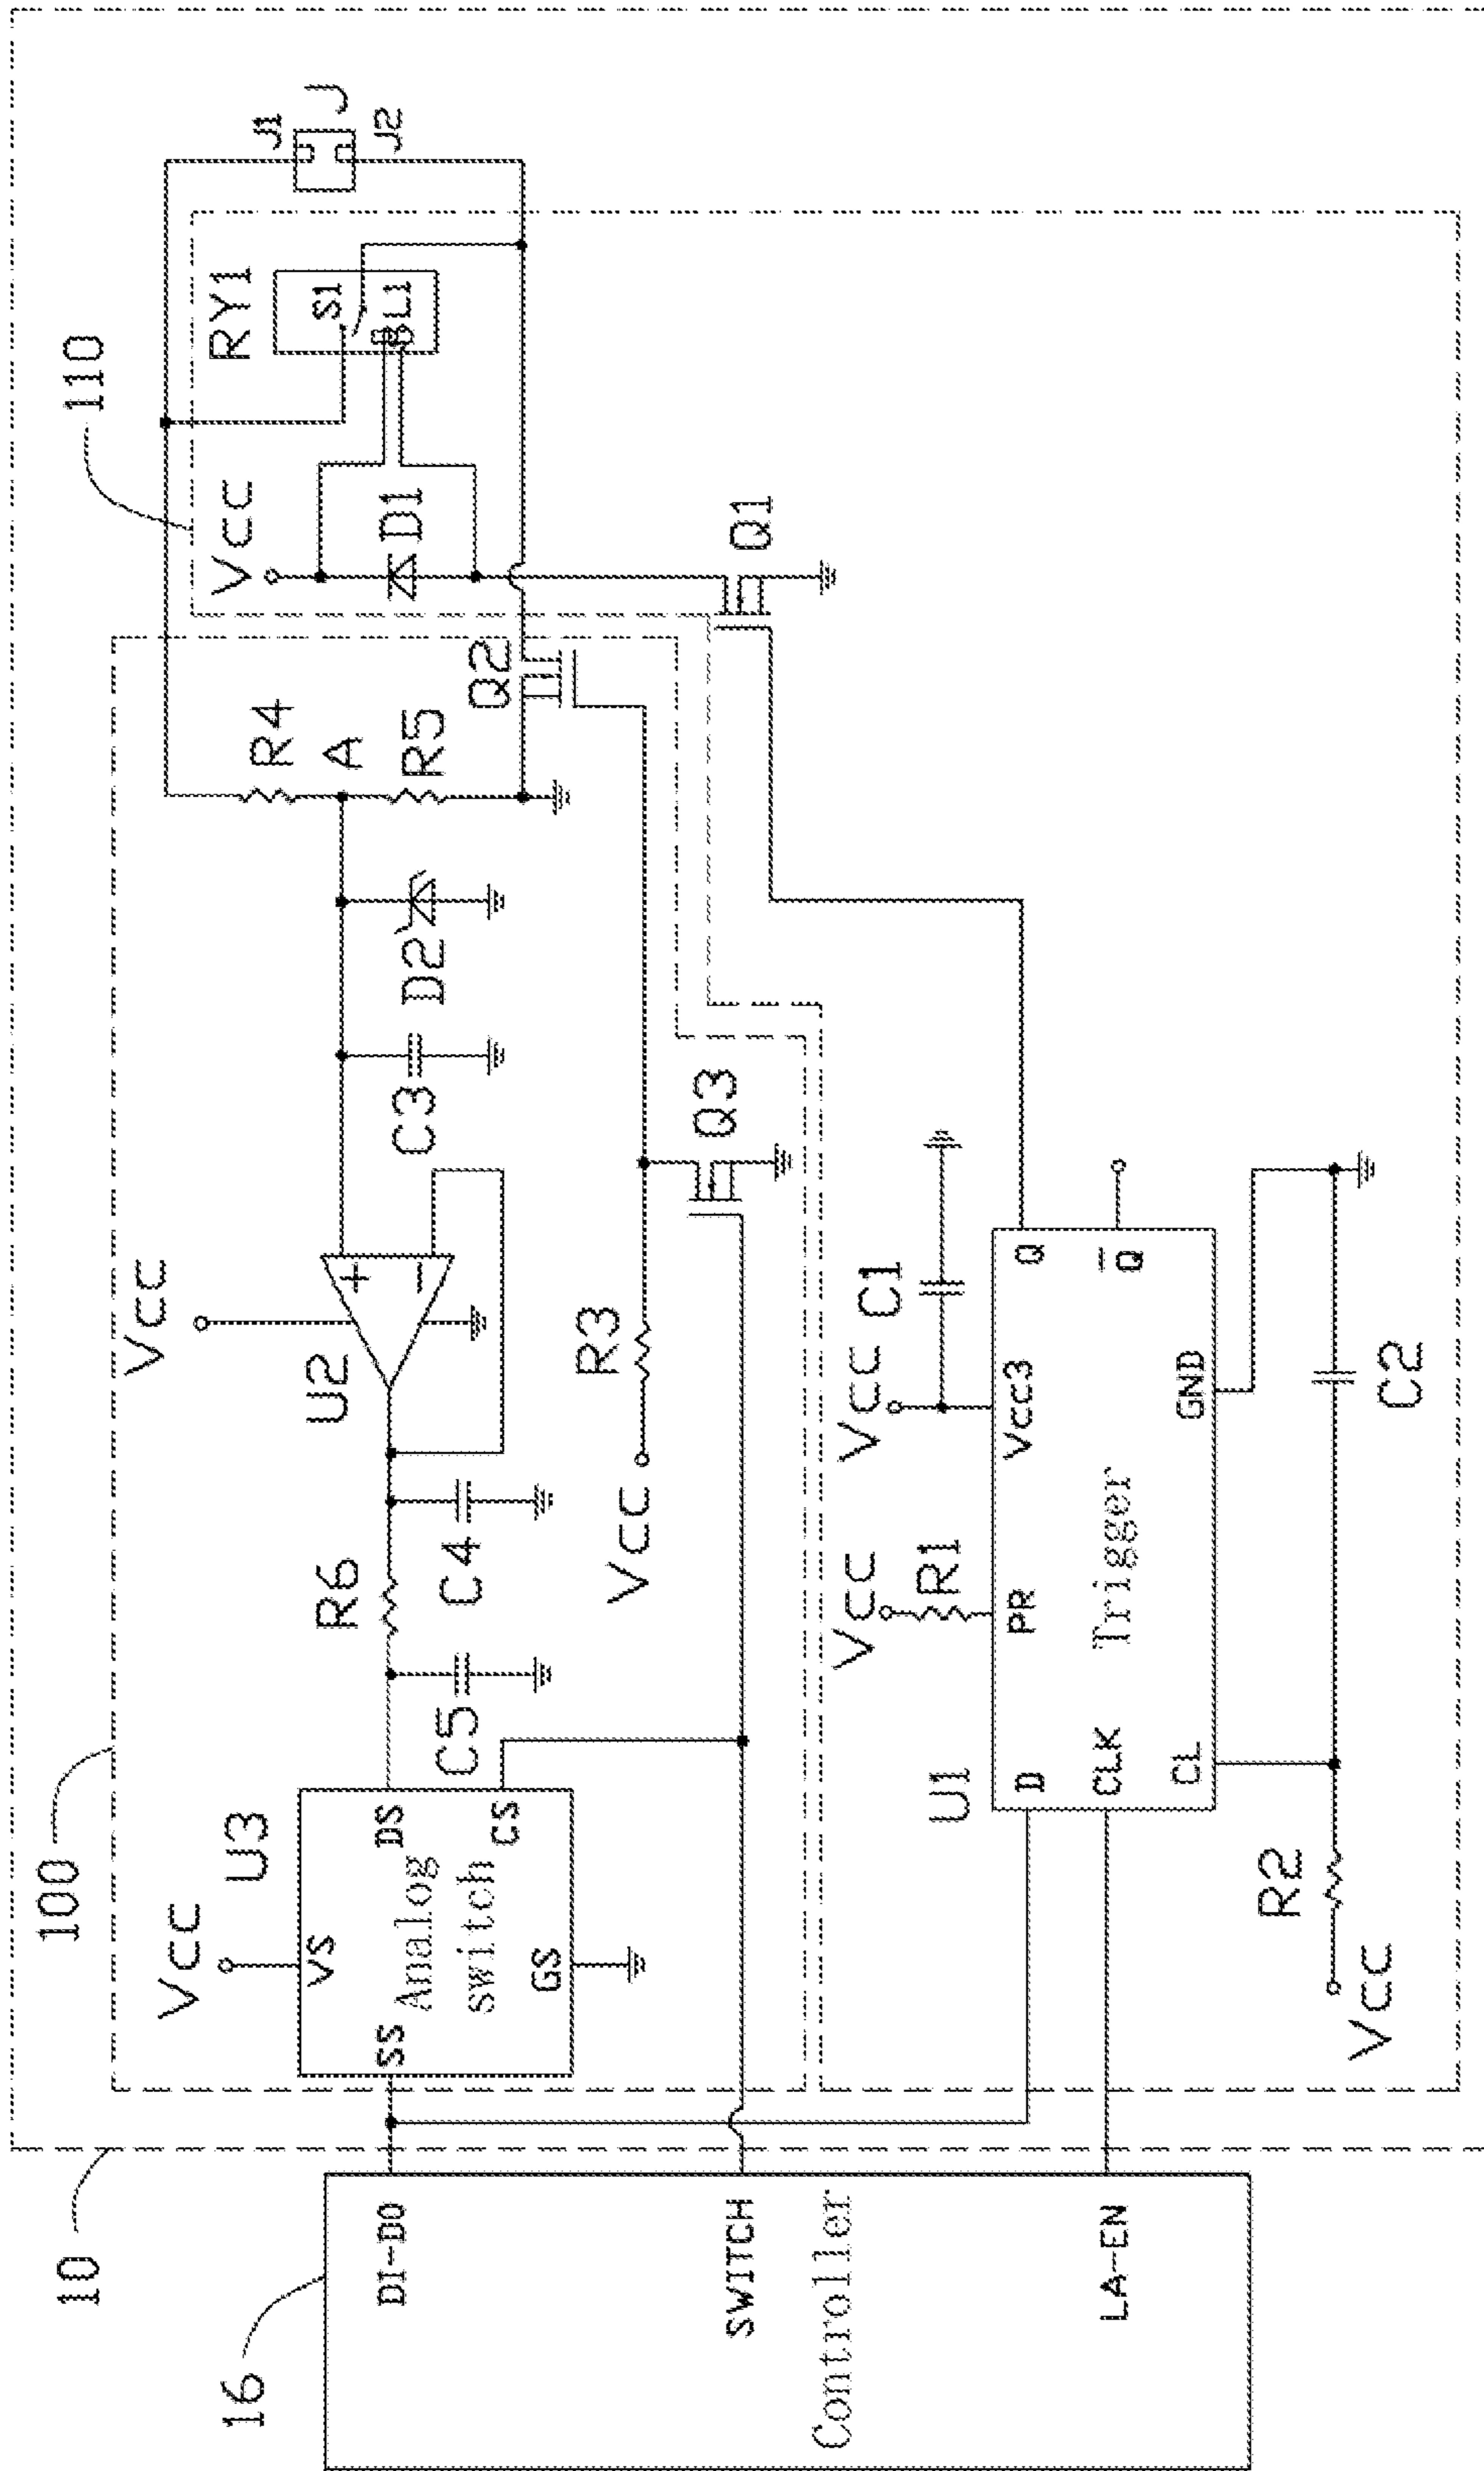 10
16
Controller
DI-DO
SWITCH
LA-EN
100
Vcc
U3
VS
SS
DS
Analog
switch
CS
GS
C5
R6
C4
U2
Vcc
+
−
C3
D2
R4
A
R5
Q2
R3
Vcc
Q3
110
Vcc
D1
RY1
S1
L1
J1
J
J2
Q1
U1
D
CLK
CL
PR
Vcc3
Trigger
GND
Q
Q̅
Vcc
R1
Vcc
C1
R2
Vcc
C2